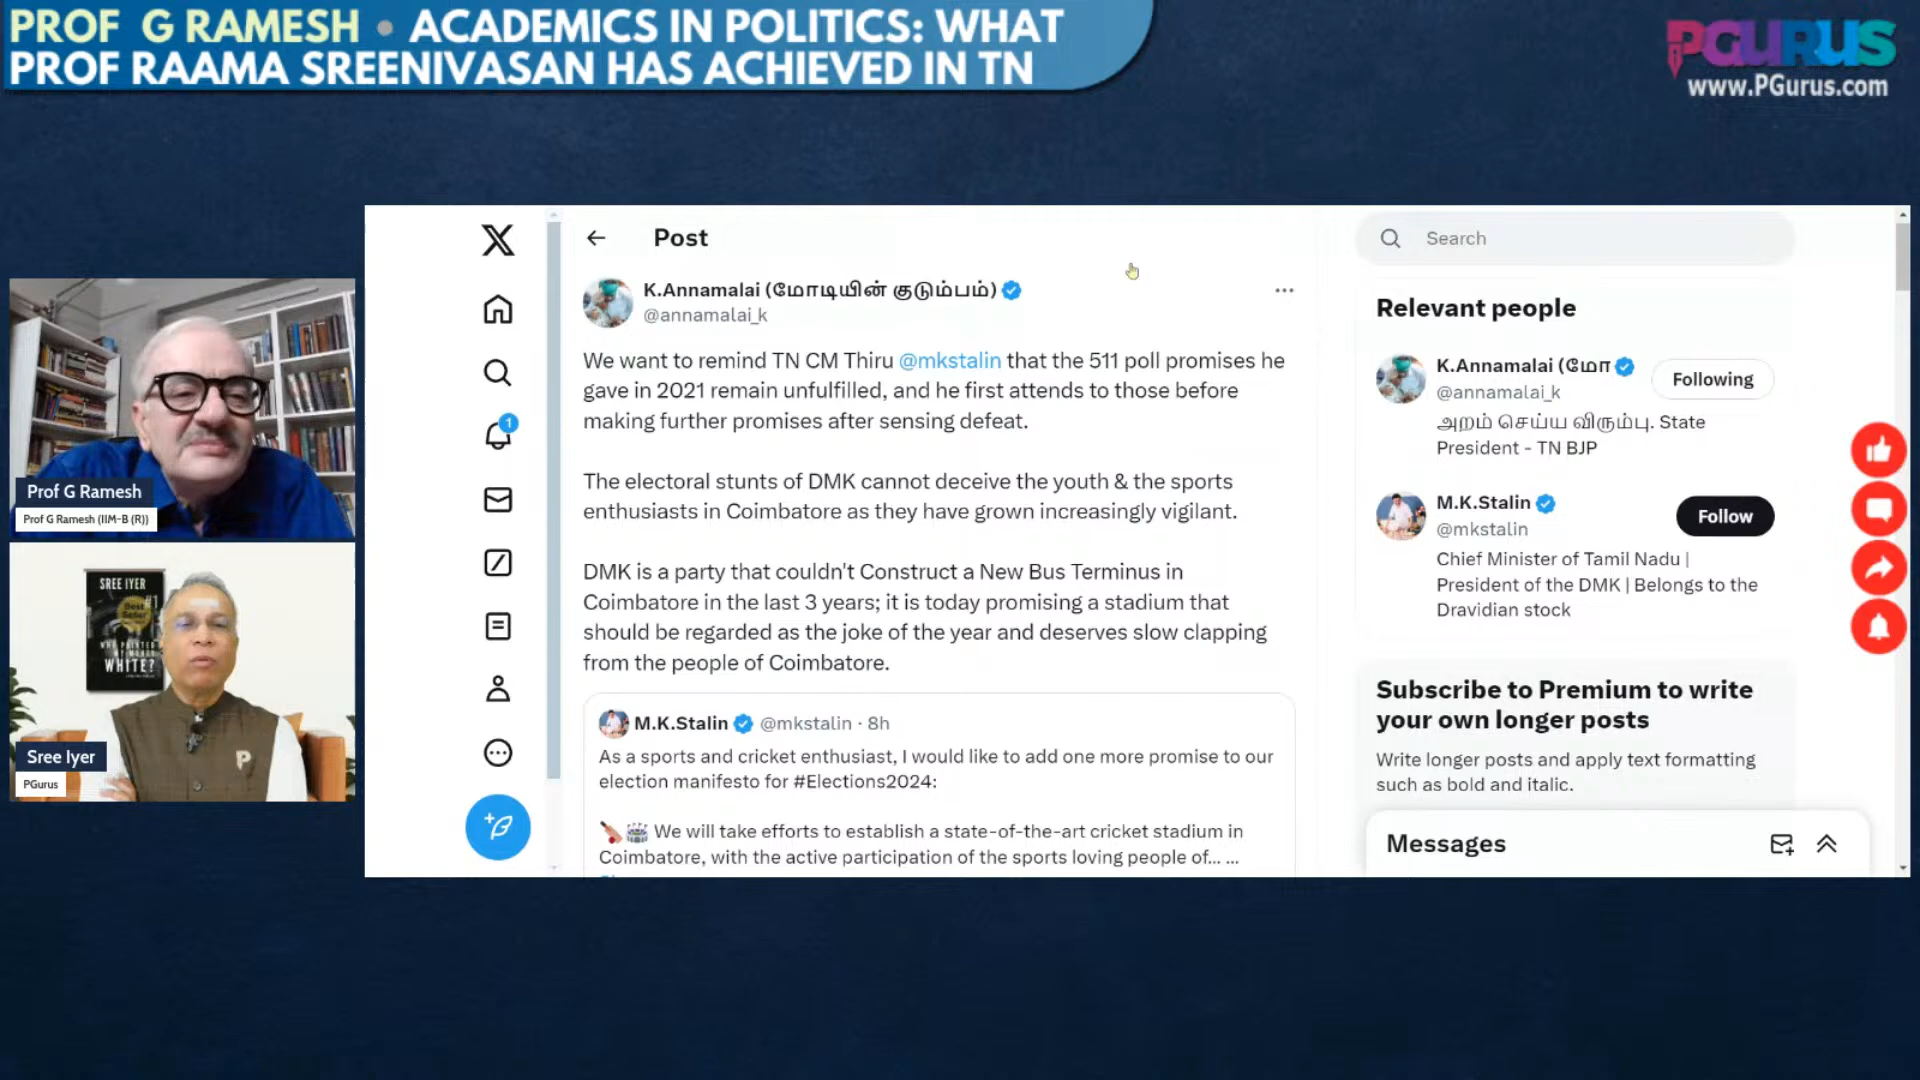 PROF G RAMESH • ACADEMICS IN POLITICS: WHAT
PROF RAAMA SREENIVASAN HAS ACHIEVED IN TN
PGURUS
www.PGurus.com
Prof G Ramesh
Prof G Ramesh (IIM-B (R))
SREE IYER
#1
Best
Seller
WHITE?
P
Sree Iyer
PGurus
X
1
Post
K.Annamalai (மோடியின் குடும்பம்)
@annamalai_k
We want to remind TN CM Thiru @mkstalin that the 511 poll promises he
gave in 2021 remain unfulfilled, and he first attends to those before
making further promises after sensing defeat.
The electoral stunts of DMK cannot deceive the youth & the sports
enthusiasts in Coimbatore as they have grown increasingly vigilant.
DMK is a party that couldn't Construct a New Bus Terminus in
Coimbatore in the last 3 years; it is today promising a stadium that
should be regarded as the joke of the year and deserves slow clapping
from the people of Coimbatore.
M.K.Stalin @mkstalin · 8h
As a sports and cricket enthusiast, I would like to add one more promise to our
election manifesto for #Elections2024:
We will take efforts to establish a state-of-the-art cricket stadium in
Coimbatore, with the active participation of the sports loving people of... ...
Search
Relevant people
K.Annamalai (மோ
@annamalai_k
Following
அறம் செய்ய விரும்பு. State
President - TN BJP
M.K.Stalin
@mkstalin
Follow
Chief Minister of Tamil Nadu |
President of the DMK | Belongs to the
Dravidian stock
Subscribe to Premium to write
your own longer posts
Write longer posts and apply text formatting
such as bold and italic.
Messages